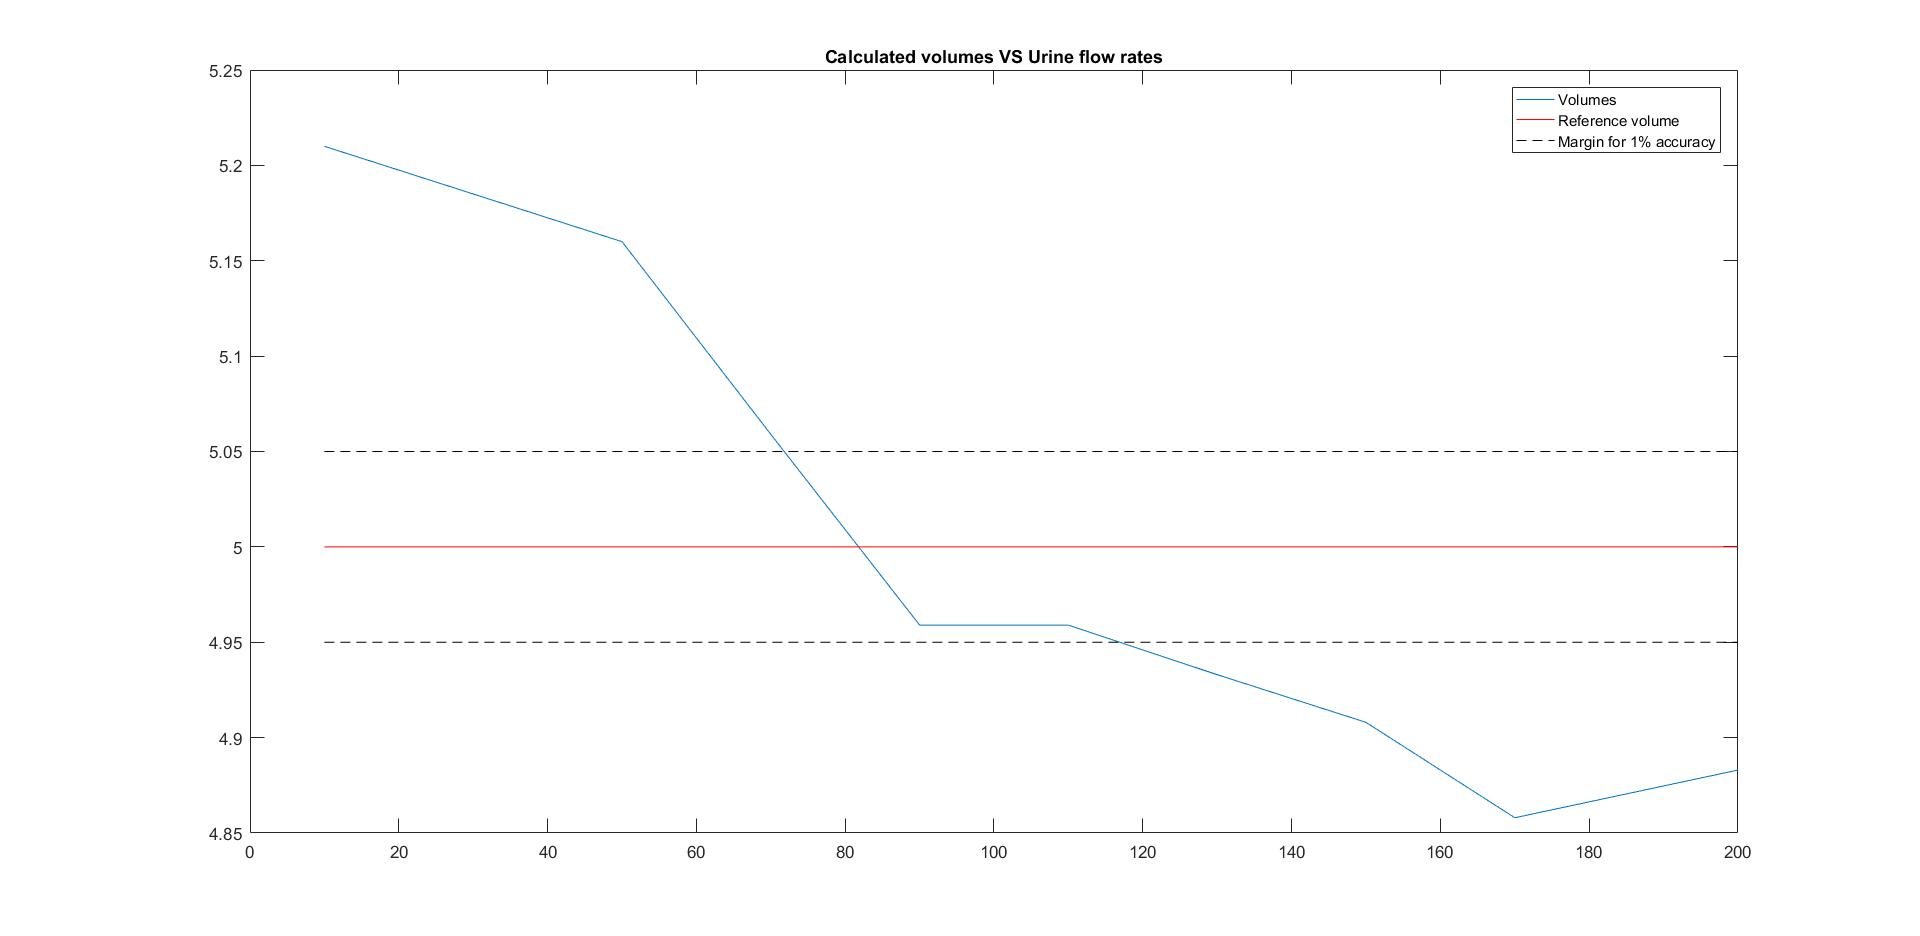 Calculated volumes VS Urine flow rates
5.25
5.2
5.15
5.1
5.05
5
4.95
4.9
4.85
Volumes
Reference volume
Margin for 1% accuracy
0 20 40 60 80 100 120 140 160 180 200